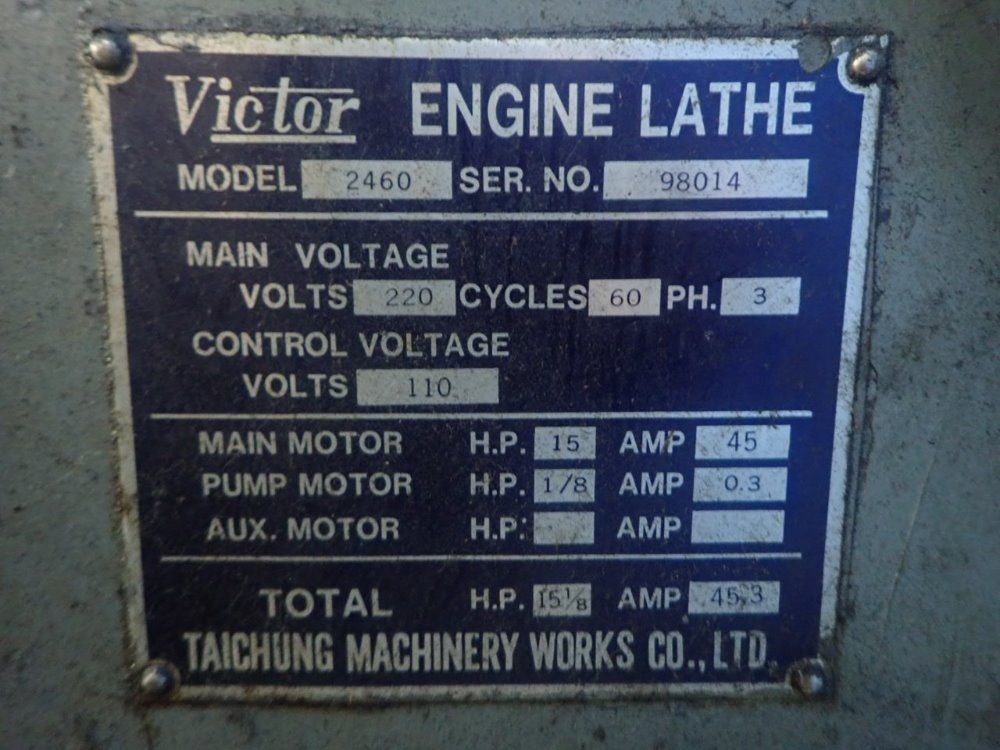 Victor ENGINE LATHE
MODEL 2460 SER. NO. 98014
MAIN VOLTAGE
VOLTS 220 CYCLES 60 PH. 3
CONTROL VOLTAGE
VOLTS 110
MAIN MOTOR H.P. 15 AMP 45
PUMP MOTOR H.P. 1/8 AMP 0.3
AUX. MOTOR H.P. AMP
TOTAL H.P. 15⅛ AMP 45.3
TAICHUNG MACHINERY WORKS CO., LTD.